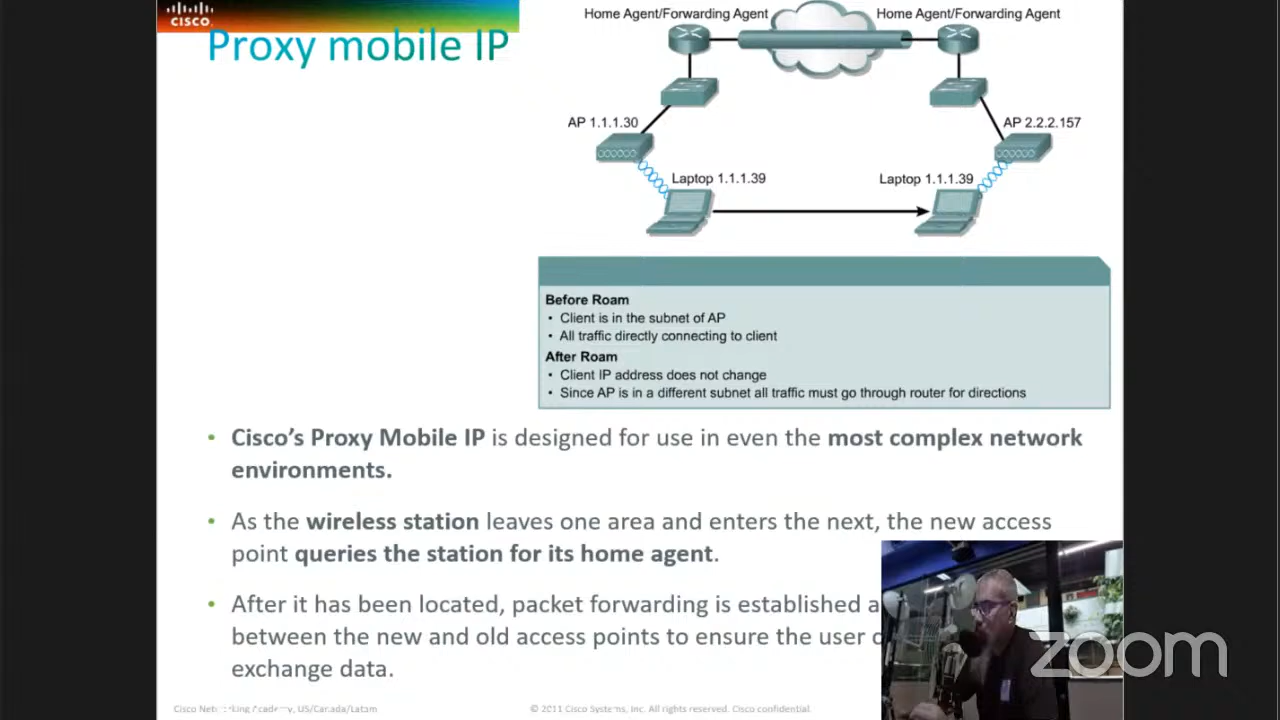 CISCO
Proxy mobile IP
Home Agent/Forwarding Agent
Home Agent/Forwarding Agent
AP 1.1.1.30
AP 2.2.2.157
Laptop 1.1.1.39
Laptop 1.1.1.39
Before Roam
• Client is in the subnet of AP
• All traffic directly connecting to client
After Roam
• Client IP address does not change
• Since AP is in a different subnet all traffic must go through router for directions
• Cisco's Proxy Mobile IP is designed for use in even the most complex network
environments.
• As the wireless station leaves one area and enters the next, the new access
point queries the station for its home agent.
• After it has been located, packet forwarding is established
between the new and old access points to ensure the user
exchange data.
zoom
Cisco Networking Academy, US/Canada/Latam
© 2011 Cisco Systems, Inc. All rights reserved. Cisco confidential.